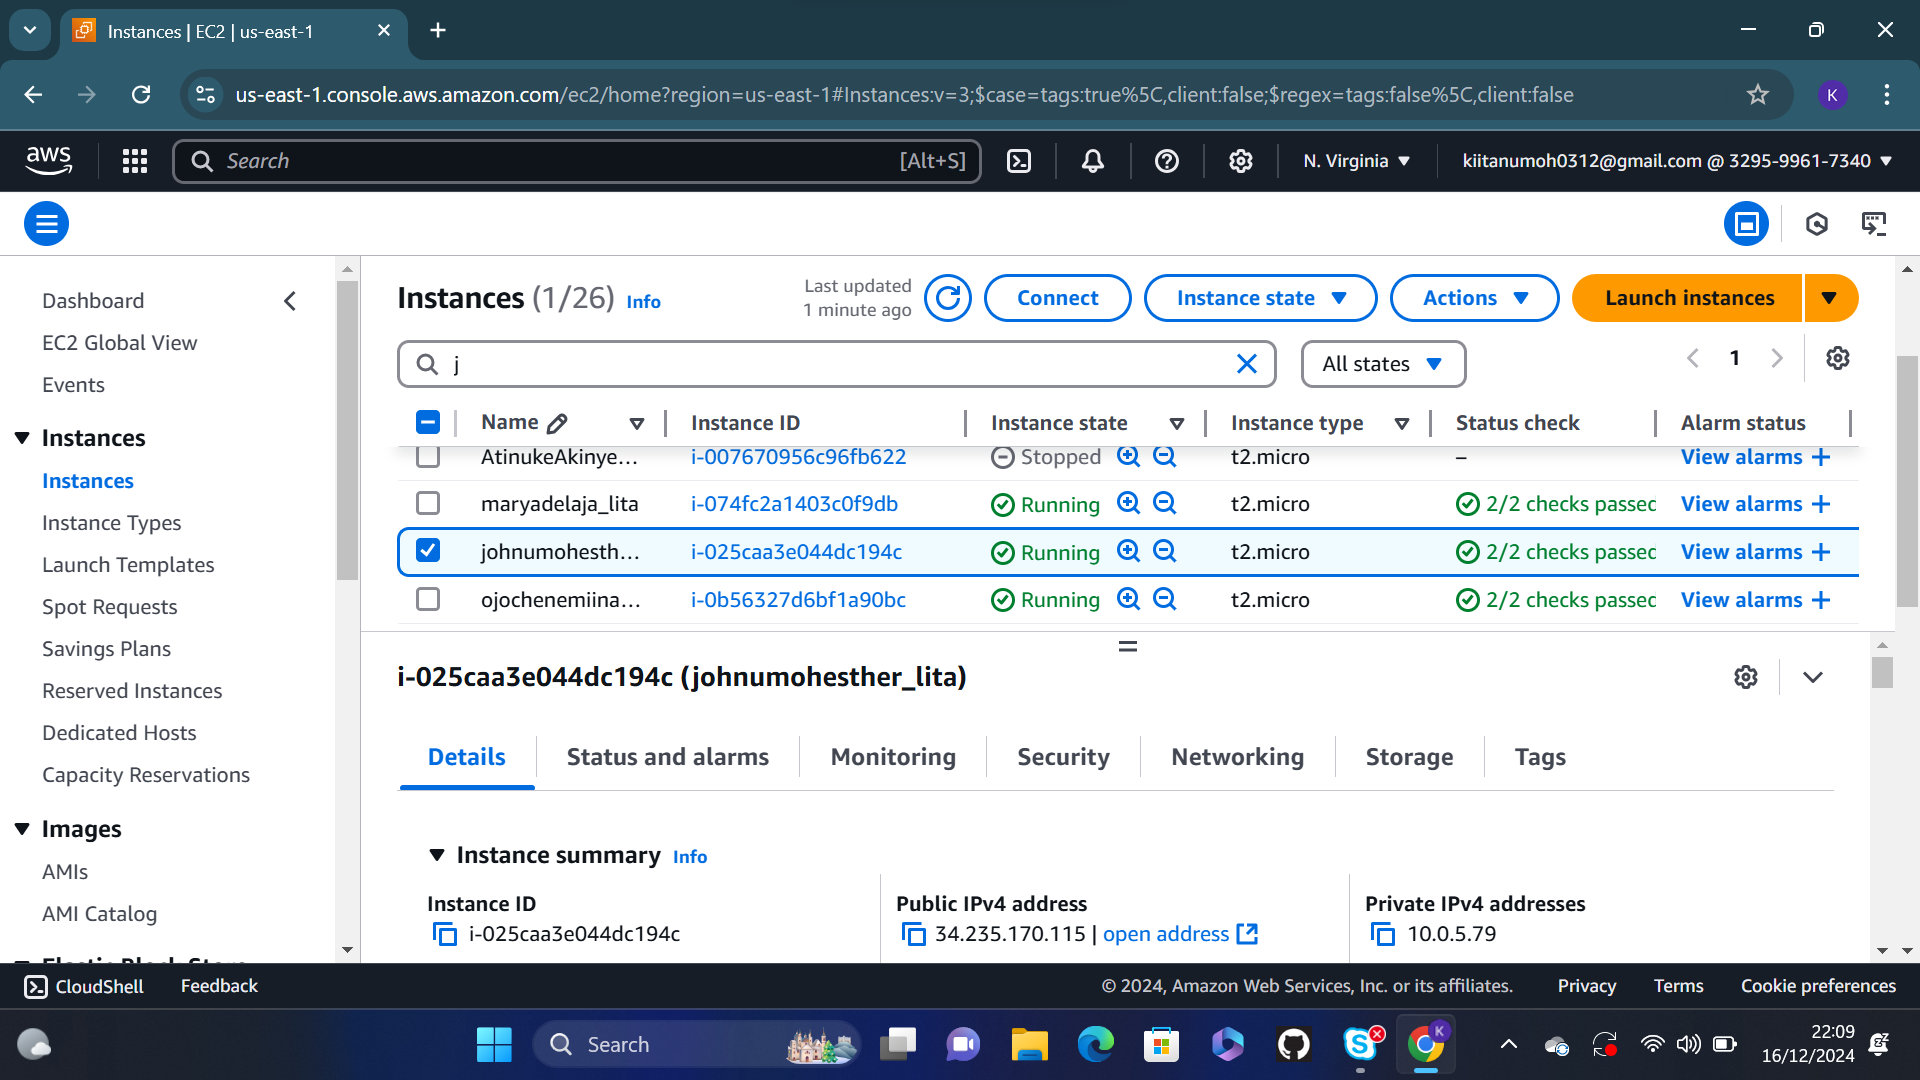 Instances | EC2 | us-east-1
us-east-1.console.aws.amazon.com/ec2/home?region=us-east-1#Instances:v=3;$case=tags:true%5C,client:false;$regex=tags:false%5C,client:false
K
aws
Search [Alt+S]
N. Virginia
kiitanumoh0312@gmail.com @ 3295-9961-7340
Dashboard
EC2 Global View
Events
Instances
Instances
Instance Types
Launch Templates
Spot Requests
Savings Plans
Reserved Instances
Dedicated Hosts
Capacity Reservations
Images
AMIs
AMI Catalog
Instances (1/26) Info
Last updated
1 minute ago
Connect
Instance state
Actions
Launch instances
j
All states
1
Name Instance ID Instance state Instance type Status check Alarm status
AtinukeAkinye... i-007670956c96fb622 Stopped t2.micro – View alarms +
maryadelaja_lita i-074fc2a1403c0f9db Running t2.micro 2/2 checks passed View alarms +
johnumohesth... i-025caa3e044dc194c Running t2.micro 2/2 checks passed View alarms +
ojochenemiina... i-0b56327d6bf1a90bc Running t2.micro 2/2 checks passed View alarms +
i-025caa3e044dc194c (johnumohesther_lita)
Details Status and alarms Monitoring Security Networking Storage Tags
Instance summary Info
Instance ID
i-025caa3e044dc194c
Public IPv4 address
34.235.170.115 | open address
Private IPv4 addresses
10.0.5.79
CloudShell Feedback
© 2024, Amazon Web Services, Inc. or its affiliates. Privacy Terms Cookie preferences
Search
K
22:09
16/12/2024